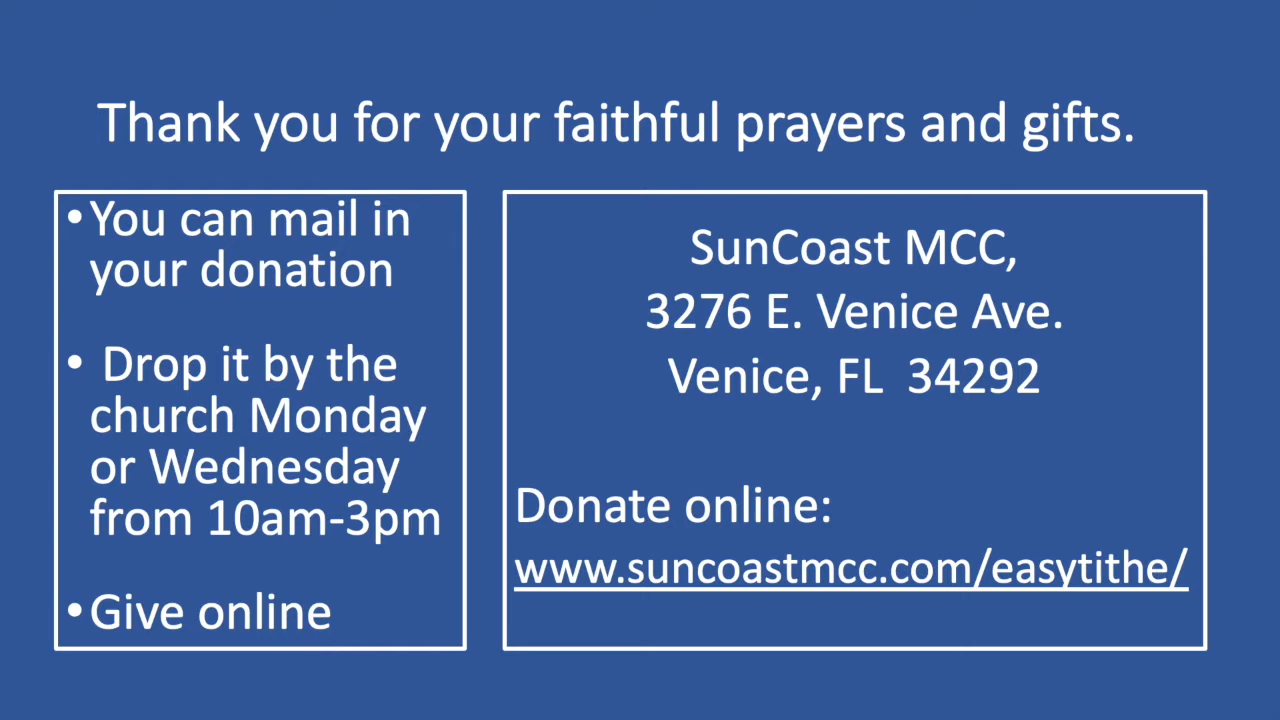 Thank you for your faithful prayers and gifts.
•You can mail in
your donation
• Drop it by the
church Monday
or Wednesday
from 10am-3pm
•Give online
SunCoast MCC,
3276 E. Venice Ave.
Venice, FL  34292
Donate online:
www.suncoastmcc.com/easytithe/